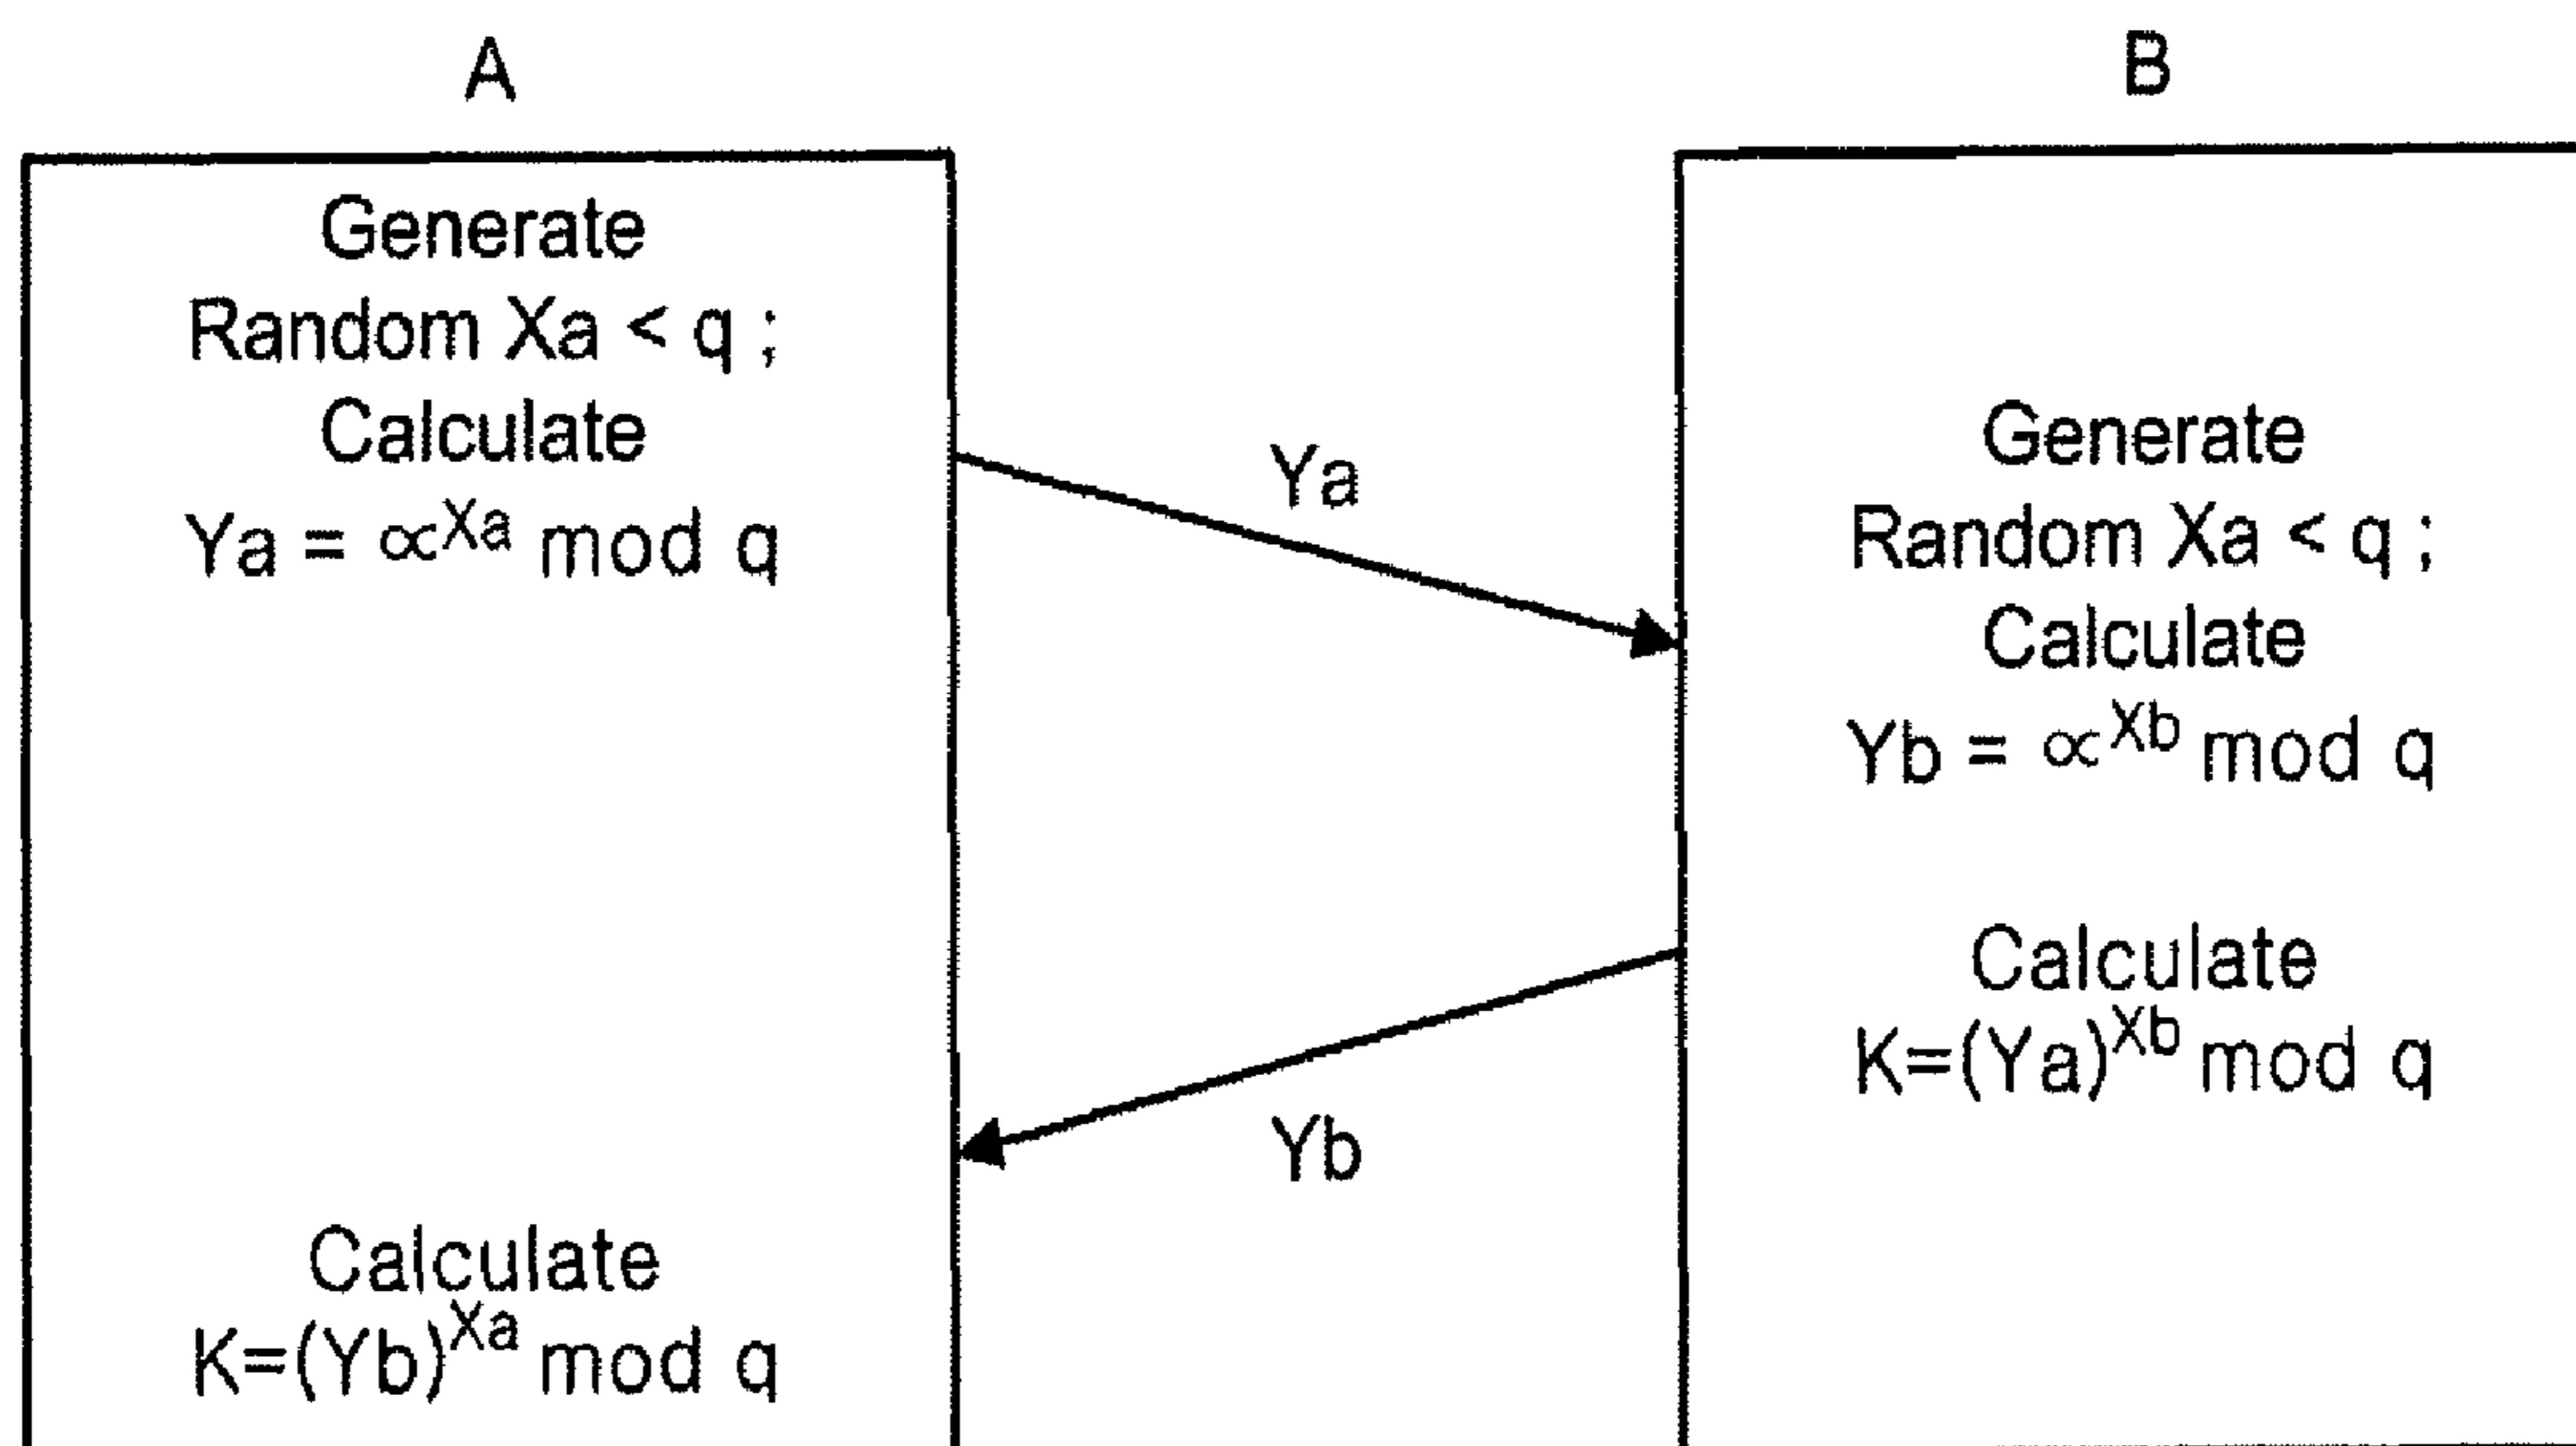 A
Generate
Random Xa < q ;
Calculate
Ya = ∝^Xa mod q
Calculate
K=(Yb)^Xa mod q
Ya
Yb
B
Generate
Random Xa < q ;
Calculate
Yb = ∝^Xb mod q
Calculate
K=(Ya)^Xb mod q